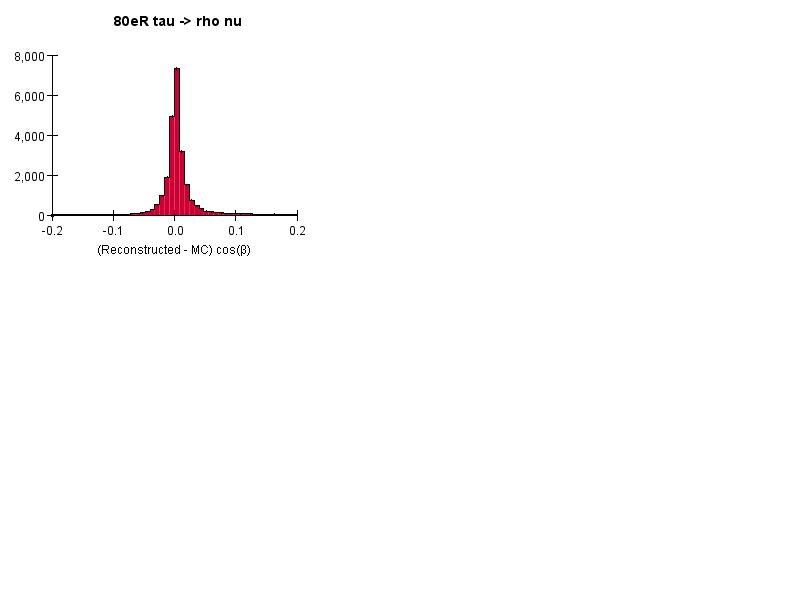 80eR tau -> rho nu
8,000
6,000
4,000
2,000
0
-0.2 -0.1 0.0 0.1 0.2
(Reconstructed - MC) cos(β)